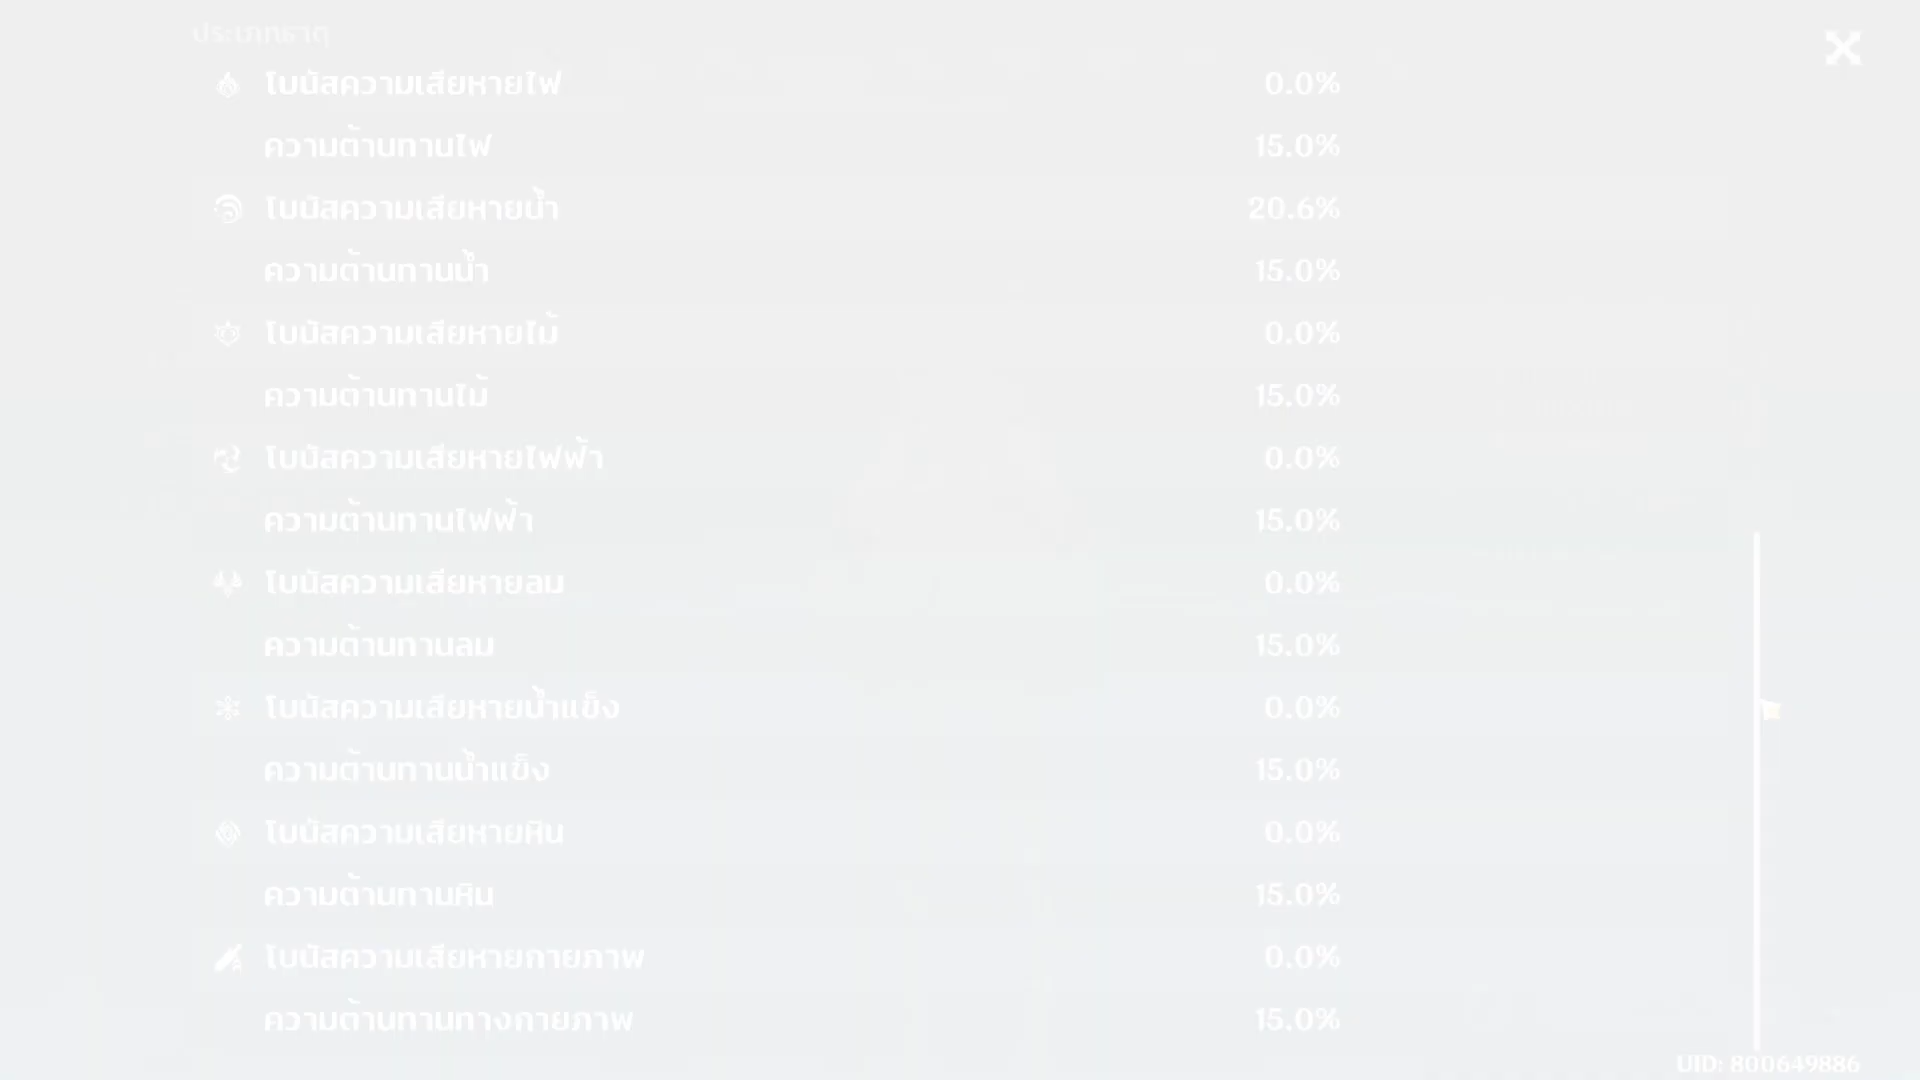 ประเภทธาตุ
โบนัสความเสียหายไฟ 0.0%
ความต้านทานไฟ 15.0%
โบนัสความเสียหายน้ำ 20.6%
ความต้านทานน้ำ 15.0%
โบนัสความเสียหายไม้ 0.0%
ความต้านทานไม้ 15.0%
โบนัสความเสียหายไฟฟ้า 0.0%
ความต้านทานไฟฟ้า 15.0%
โบนัสความเสียหายลม 0.0%
ความต้านทานลม 15.0%
โบนัสความเสียหายน้ำแข็ง 0.0%
ความต้านทานน้ำแข็ง 15.0%
โบนัสความเสียหายหิน 0.0%
ความต้านทานหิน 15.0%
โบนัสความเสียหายกายภาพ 0.0%
ความต้านทานทางกายภาพ 15.0%
UID: 800649886